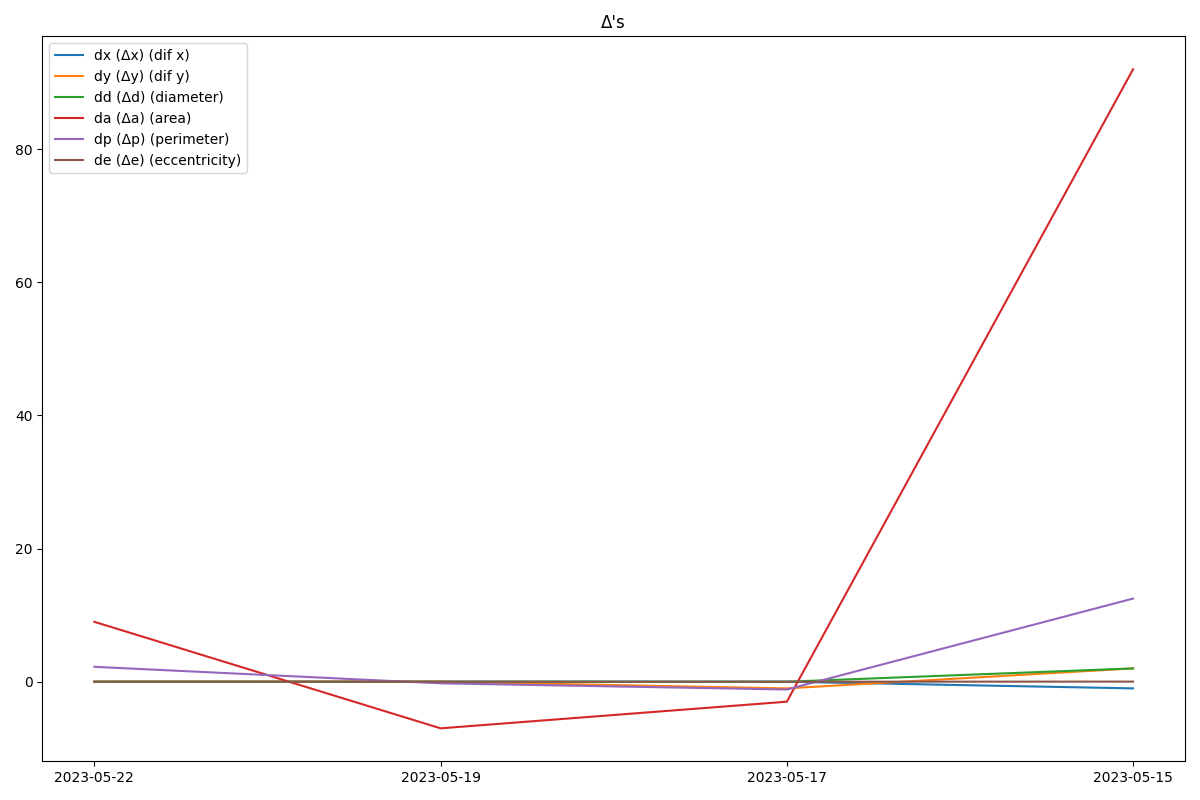 Δ's
dx (Δx) (dif x)
dy (Δy) (dif y)
dd (Δd) (diameter)
da (Δa) (area)
dp (Δp) (perimeter)
de (Δe) (eccentricity)
80
60
40
20
0
2023-05-22 2023-05-19 2023-05-17 2023-05-15